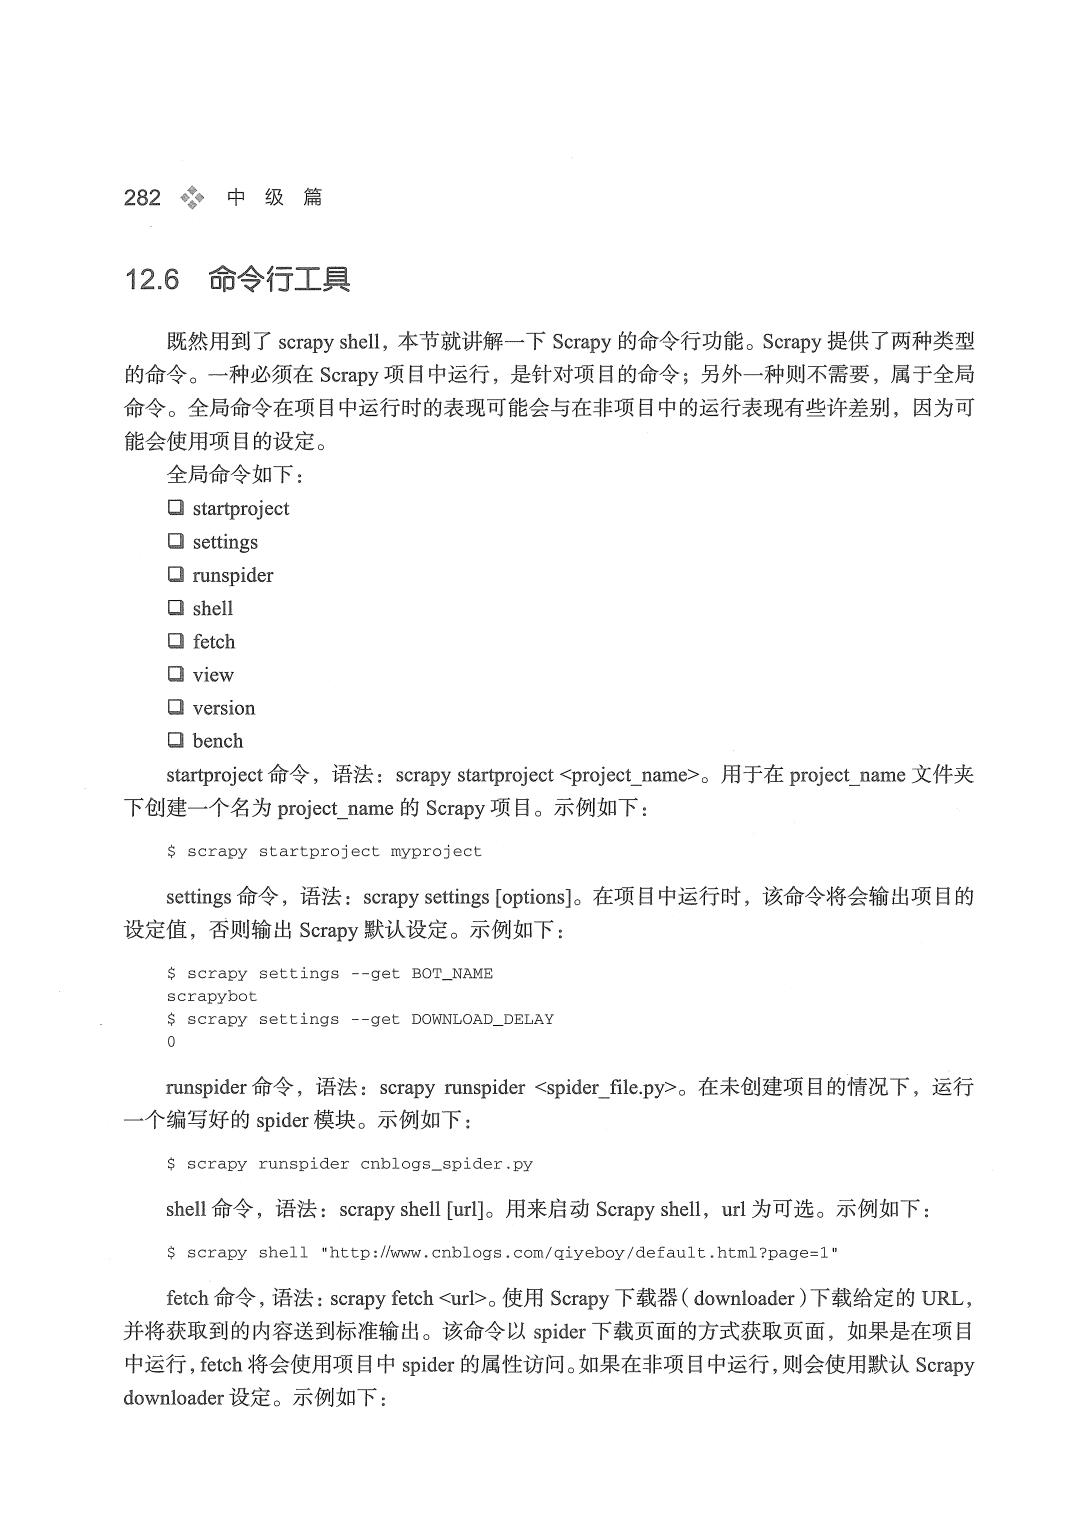 282 中 级 篇
12.6 命令行工具
既然用到了 scrapy shell，本节就讲解一下 Scrapy 的命令行功能。Scrapy 提供了两种类型
的命令。一种必须在 Scrapy 项目中运行，是针对项目的命令；另外一种则不需要，属于全局
命令。全局命令在项目中运行时的表现可能会与在非项目中的运行表现有些许差别，因为可
能会使用项目的设定。
全局命令如下：
❏ startproject
❏ settings
❏ runspider
❏ shell
❏ fetch
❏ view
❏ version
❏ bench
startproject 命令，语法：scrapy startproject <project_name>。用于在 project_name 文件夹
下创建一个名为 project_name 的 Scrapy 项目。示例如下：
$ scrapy startproject myproject
settings 命令，语法：scrapy settings [options]。在项目中运行时，该命令将会输出项目的
设定值，否则输出 Scrapy 默认设定。示例如下：
$ scrapy settings --get BOT_NAME
scrapybot
$ scrapy settings --get DOWNLOAD_DELAY
0
runspider 命令，语法：scrapy runspider <spider_file.py>。在未创建项目的情况下，运行
一个编写好的 spider 模块。示例如下：
$ scrapy runspider cnblogs_spider.py
shell 命令，语法：scrapy shell [url]。用来启动 Scrapy shell，url 为可选。示例如下：
$ scrapy shell "http://www.cnblogs.com/qiyeboy/default.html?page=1"
fetch 命令，语法：scrapy fetch <url>。使用 Scrapy 下载器（downloader）下载给定的 URL，
并将获取到的内容送到标准输出。该命令以 spider 下载页面的方式获取页面，如果是在项目
中运行，fetch 将会使用项目中 spider 的属性访问。如果在非项目中运行，则会使用默认 Scrapy
downloader 设定。示例如下：